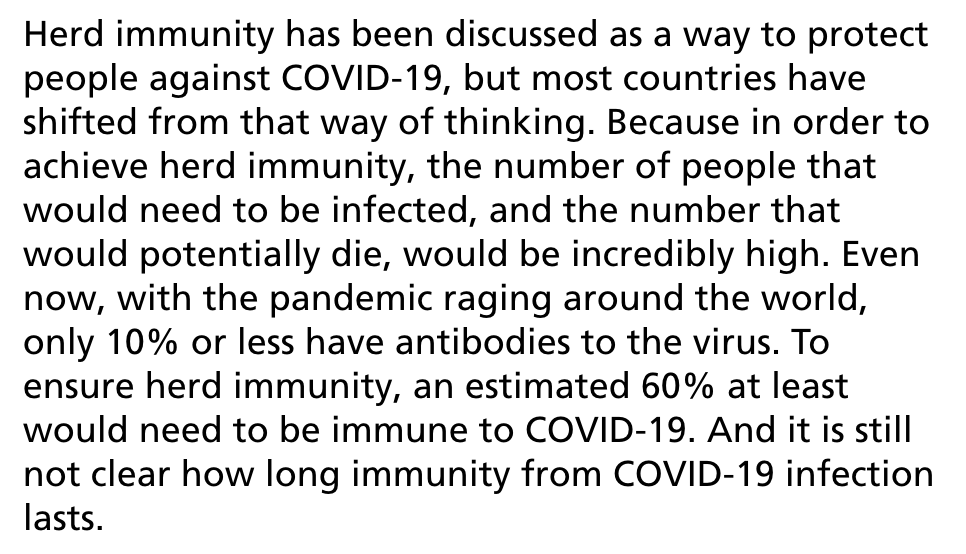 Herd immunity has been discussed as a way to protect
people against COVID-19, but most countries have
shifted from that way of thinking. Because in order to
achieve herd immunity, the number of people that
would need to be infected, and the number that
would potentially die, would be incredibly high. Even
now, with the pandemic raging around the world,
only 10% or less have antibodies to the virus. To
ensure herd immunity, an estimated 60% at least
would need to be immune to COVID-19. And it is still
not clear how long immunity from COVID-19 infection
lasts.